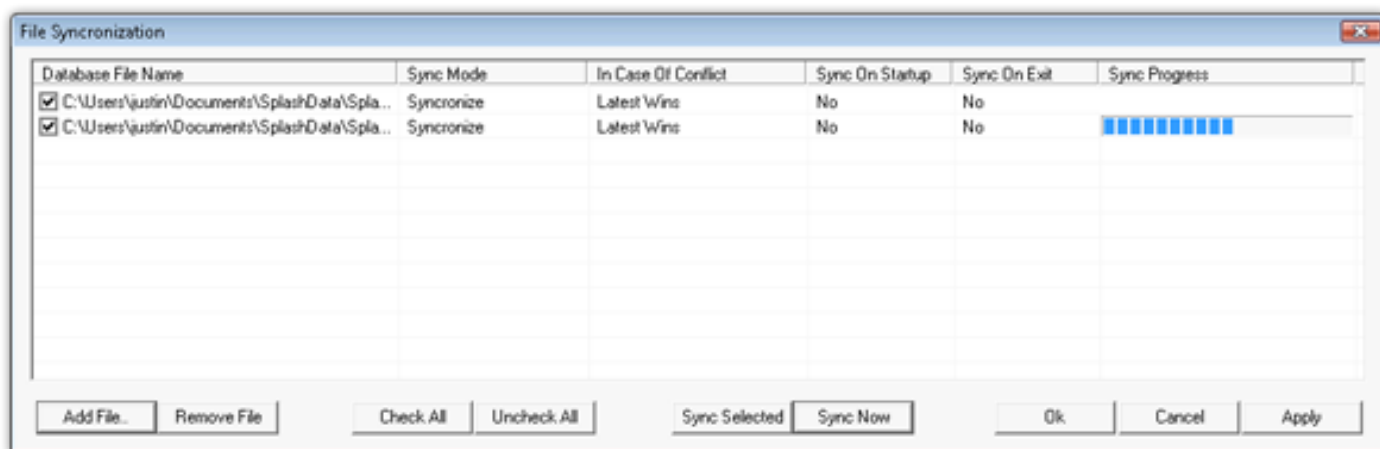 File Syncronization
Database File Name Sync Mode In Case Of Conflict Sync On Startup Sync On Exit Sync Progress
C:\Users\justin\Documents\SplashData\Spla... Syncronize Latest Wins No No
C:\Users\justin\Documents\SplashData\Spla... Syncronize Latest Wins No No
Add File.. Remove File Check All Uncheck All Sync Selected Sync Now Ok Cancel Apply